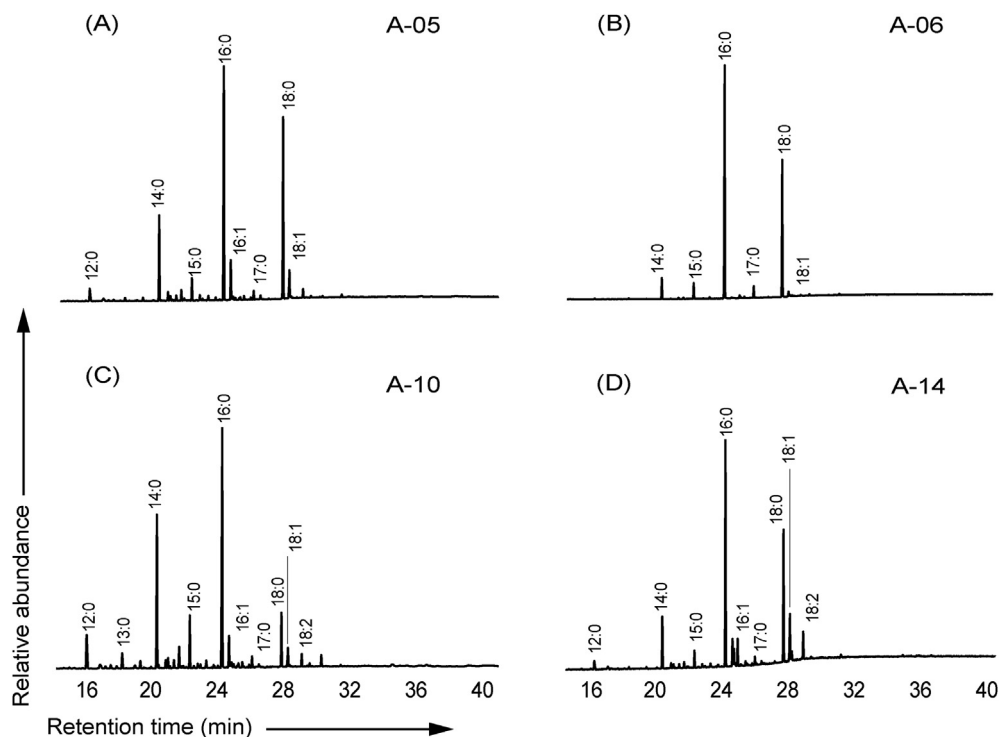 (A) A-05
12:0 14:0 15:0 16:0 16:1 17:0 18:0 18:1
(B) A-06
14:0 15:0 16:0 17:0 18:0 18:1
(C) A-10
12:0 13:0 14:0 15:0 16:0 16:1 17:0 18:0 18:1 18:2
16 20 24 28 32 36 40
(D) A-14
12:0 14:0 15:0 16:0 16:1 17:0 18:0 18:1 18:2
16 20 24 28 32 36 40
Relative abundance
Retention time (min)